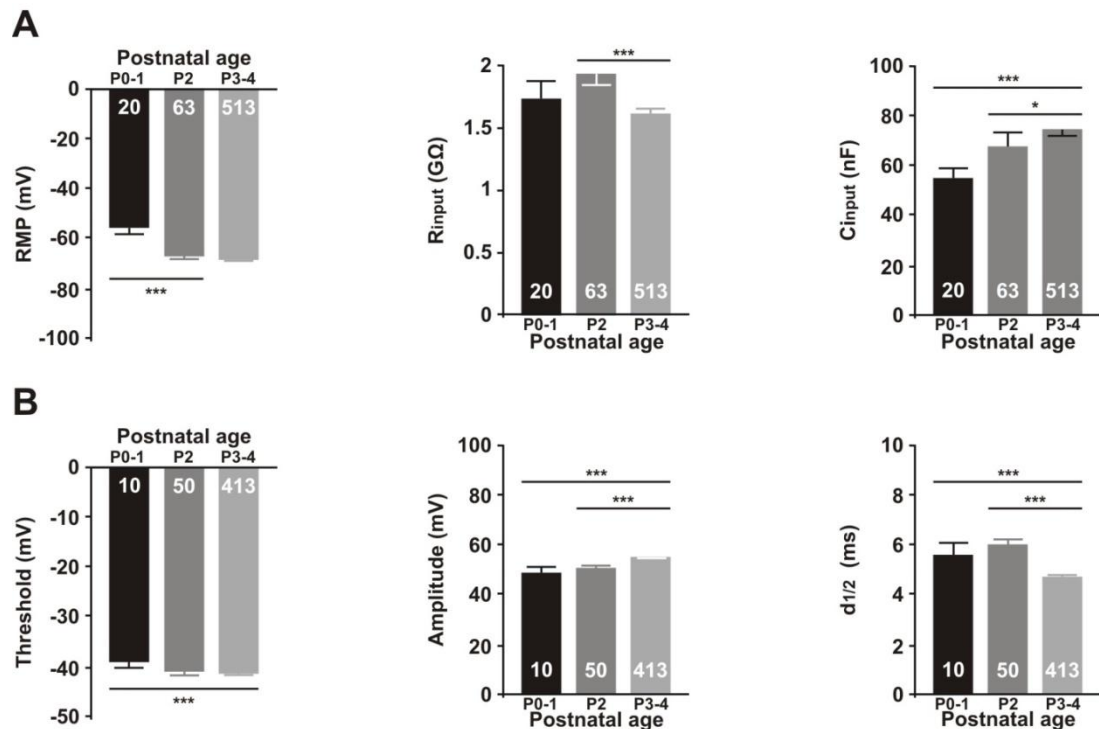 A
Postnatal age
P0-1 P2 P3-4
0
-20
-40
-60
-80
-100
RMP (mV)
20 63 513
***
2
1.5
1
0.5
0
Rinput (GΩ)
***
20 63 513
P0-1 P2 P3-4
Postnatal age
100
80
60
40
20
0
Cinput (nF)
***
*
20 63 513
P0-1 P2 P3-4
Postnatal age
B
Postnatal age
P0-1 P2 P3-4
0
-10
-20
-30
-40
-50
Threshold (mV)
10 50 413
***
100
80
60
40
20
0
Amplitude (mV)
***
***
10 50 413
P0-1 P2 P3-4
Postnatal age
10
8
6
4
2
0
d1/2 (ms)
***
***
10 50 413
P0-1 P2 P3-4
Postnatal age